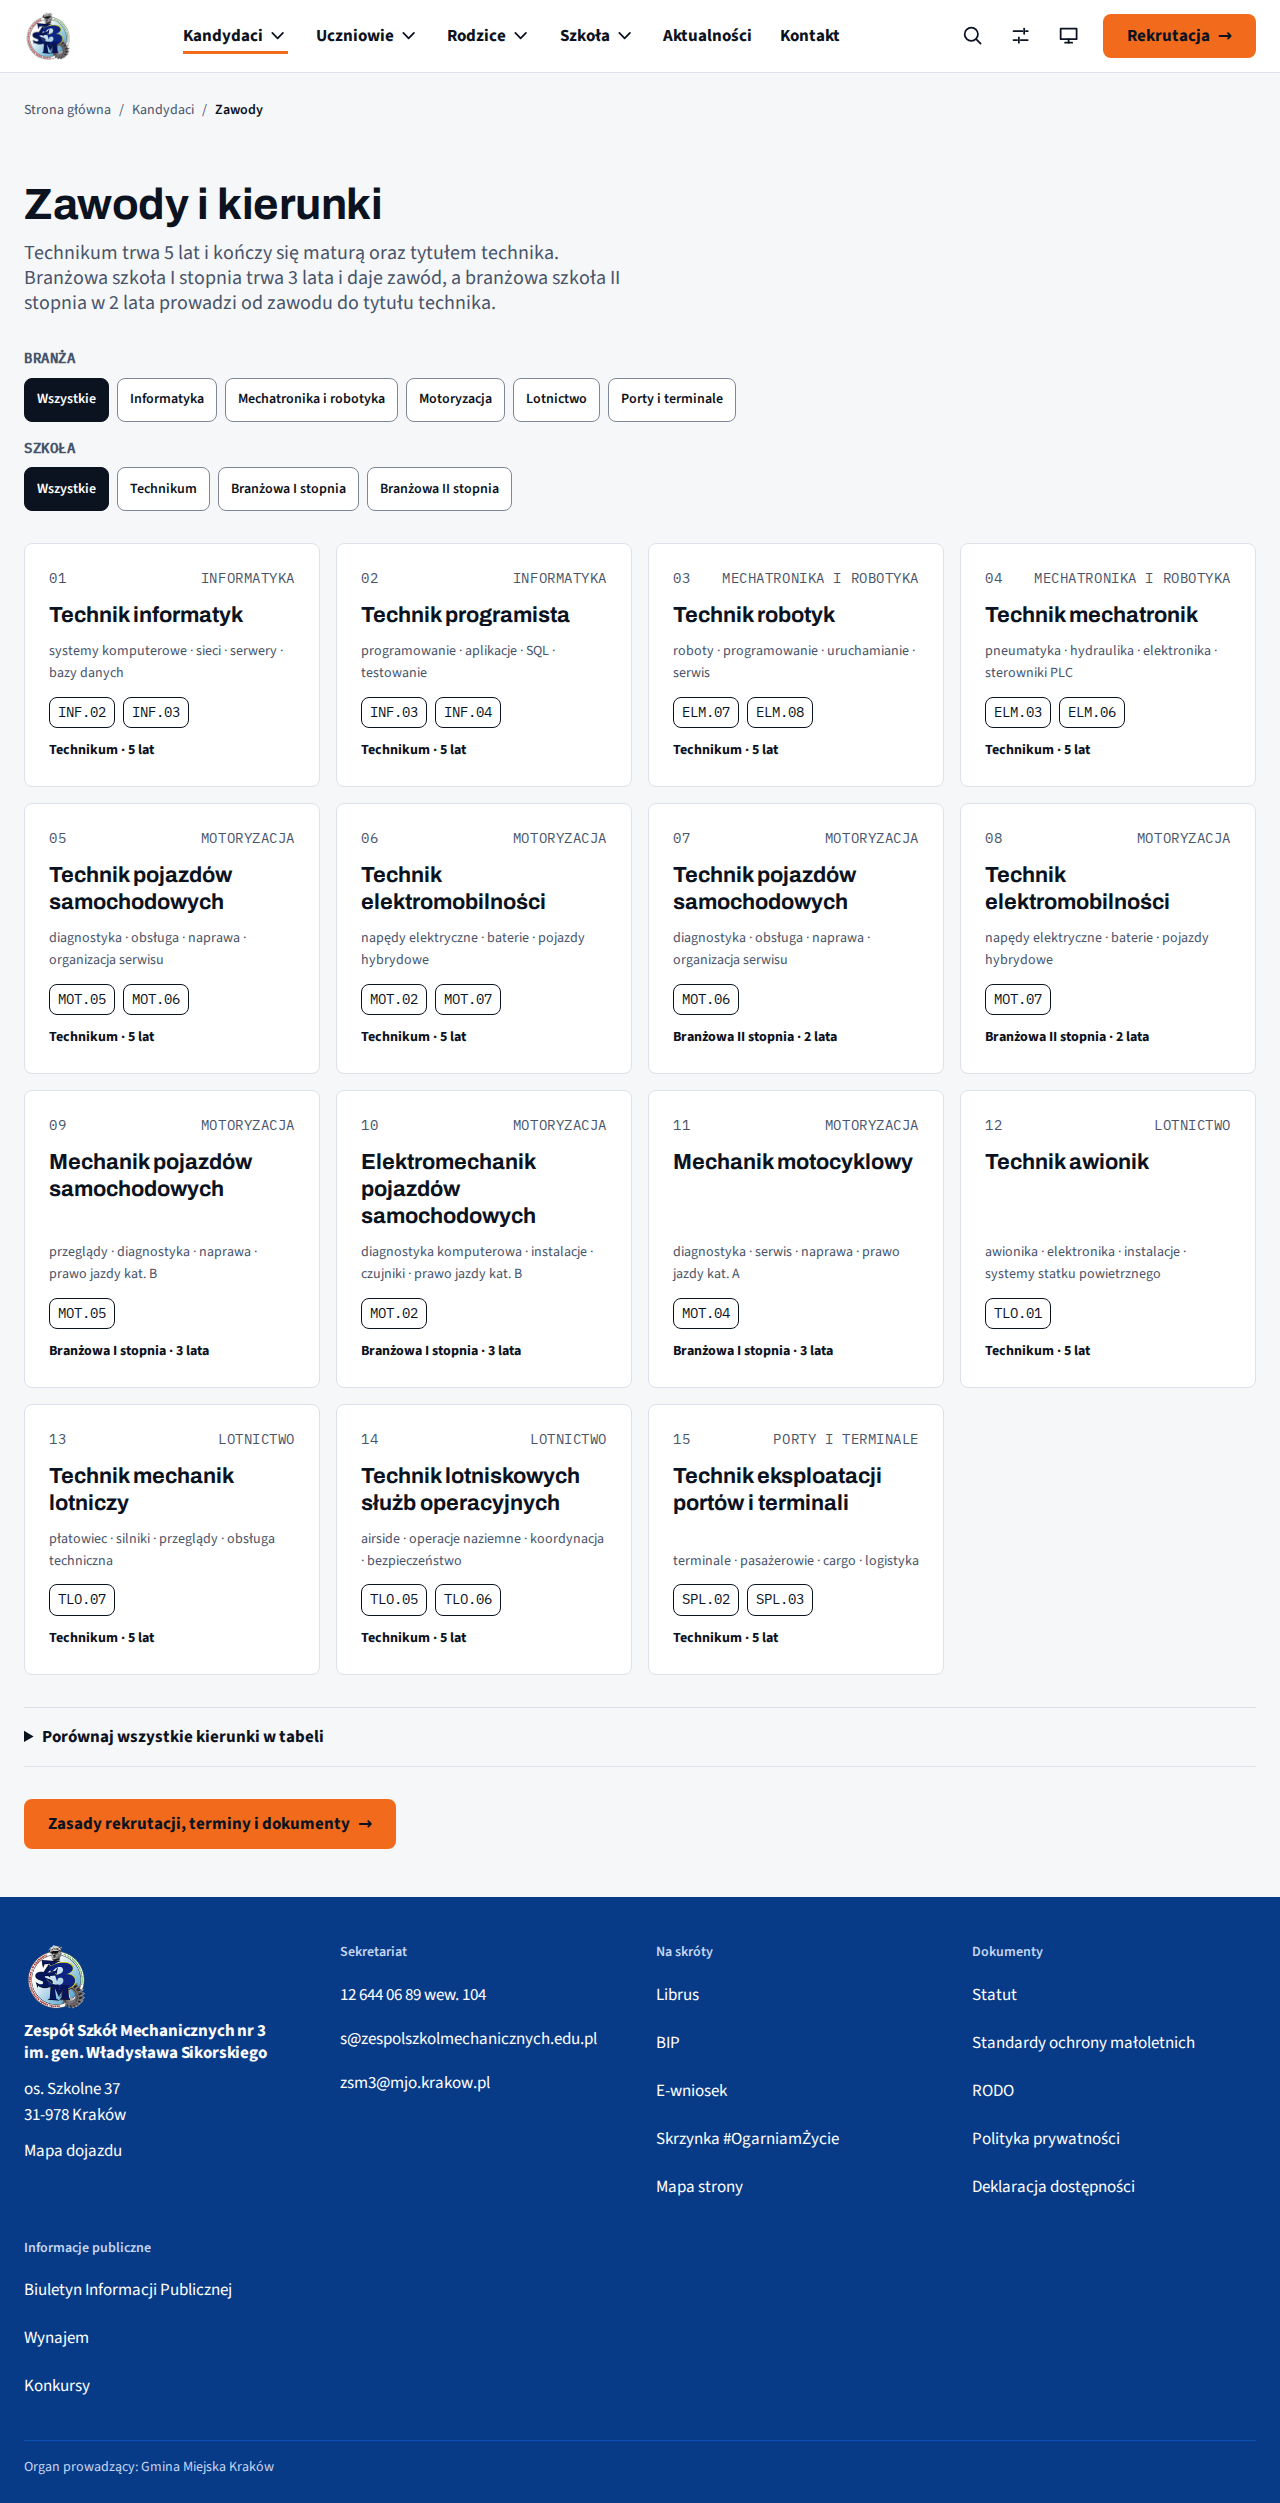 Kandydaci
Uczniowie
Rodzice
Szkoła
Aktualności
Kontakt
Rekrutacja →
Strona główna / Kandydaci / Zawody
Zawody i kierunki
Technikum trwa 5 lat i kończy się maturą oraz tytułem technika.
Branżowa szkoła I stopnia trwa 3 lata i daje zawód, a branżowa szkoła II
stopnia w 2 lata prowadzi od zawodu do tytułu technika.
BRANŻA
Wszystkie
Informatyka
Mechatronika i robotyka
Motoryzacja
Lotnictwo
Porty i terminale
SZKOŁA
Wszystkie
Technikum
Branżowa I stopnia
Branżowa II stopnia
01 INFORMATYKA
Technik informatyk
systemy komputerowe · sieci · serwery ·
bazy danych
INF.02 INF.03
Technikum · 5 lat
02 INFORMATYKA
Technik programista
programowanie · aplikacje · SQL ·
testowanie
INF.03 INF.04
Technikum · 5 lat
03 MECHATRONIKA I ROBOTYKA
Technik robotyk
roboty · programowanie · uruchamianie ·
serwis
ELM.07 ELM.08
Technikum · 5 lat
04 MECHATRONIKA I ROBOTYKA
Technik mechatronik
pneumatyka · hydraulika · elektronika ·
sterowniki PLC
ELM.03 ELM.06
Technikum · 5 lat
05 MOTORYZACJA
Technik pojazdów
samochodowych
diagnostyka · obsługa · naprawa ·
organizacja serwisu
MOT.05 MOT.06
Technikum · 5 lat
06 MOTORYZACJA
Technik
elektromobilności
napędy elektryczne · baterie · pojazdy
hybrydowe
MOT.02 MOT.07
Technikum · 5 lat
07 MOTORYZACJA
Technik pojazdów
samochodowych
diagnostyka · obsługa · naprawa ·
organizacja serwisu
MOT.06
Branżowa II stopnia · 2 lata
08 MOTORYZACJA
Technik
elektromobilności
napędy elektryczne · baterie · pojazdy
hybrydowe
MOT.07
Branżowa II stopnia · 2 lata
09 MOTORYZACJA
Mechanik pojazdów
samochodowych
przeglądy · diagnostyka · naprawa ·
prawo jazdy kat. B
MOT.05
Branżowa I stopnia · 3 lata
10 MOTORYZACJA
Elektromechanik
pojazdów
samochodowych
diagnostyka komputerowa · instalacje ·
czujniki · prawo jazdy kat. B
MOT.02
Branżowa I stopnia · 3 lata
11 MOTORYZACJA
Mechanik motocyklowy
diagnostyka · serwis · naprawa · prawo
jazdy kat. A
MOT.04
Branżowa I stopnia · 3 lata
12 LOTNICTWO
Technik awionik
awionika · elektronika · instalacje ·
systemy statku powietrznego
TLO.01
Technikum · 5 lat
13 LOTNICTWO
Technik mechanik
lotniczy
płatowiec · silniki · przeglądy · obsługa
techniczna
TLO.07
Technikum · 5 lat
14 LOTNICTWO
Technik lotniskowych
służb operacyjnych
airside · operacje naziemne · koordynacja
· bezpieczeństwo
TLO.05 TLO.06
Technikum · 5 lat
15 PORTY I TERMINALE
Technik eksploatacji
portów i terminali
terminale · pasażerowie · cargo · logistyka
SPL.02 SPL.03
Technikum · 5 lat
▶ Porównaj wszystkie kierunki w tabeli
Zasady rekrutacji, terminy i dokumenty →
Zespół Szkół Mechanicznych nr 3
im. gen. Władysława Sikorskiego
os. Szkolne 37
31-978 Kraków
Mapa dojazdu
Sekretariat
12 644 06 89 wew. 104
s@zespolszkolmechanicznych.edu.pl
zsm3@mjo.krakow.pl
Na skróty
Librus
BIP
E-wniosek
Skrzynka #OgarniamŻycie
Mapa strony
Dokumenty
Statut
Standardy ochrony małoletnich
RODO
Polityka prywatności
Deklaracja dostępności
Informacje publiczne
Biuletyn Informacji Publicznej
Wynajem
Konkursy
Organ prowadzący: Gmina Miejska Kraków